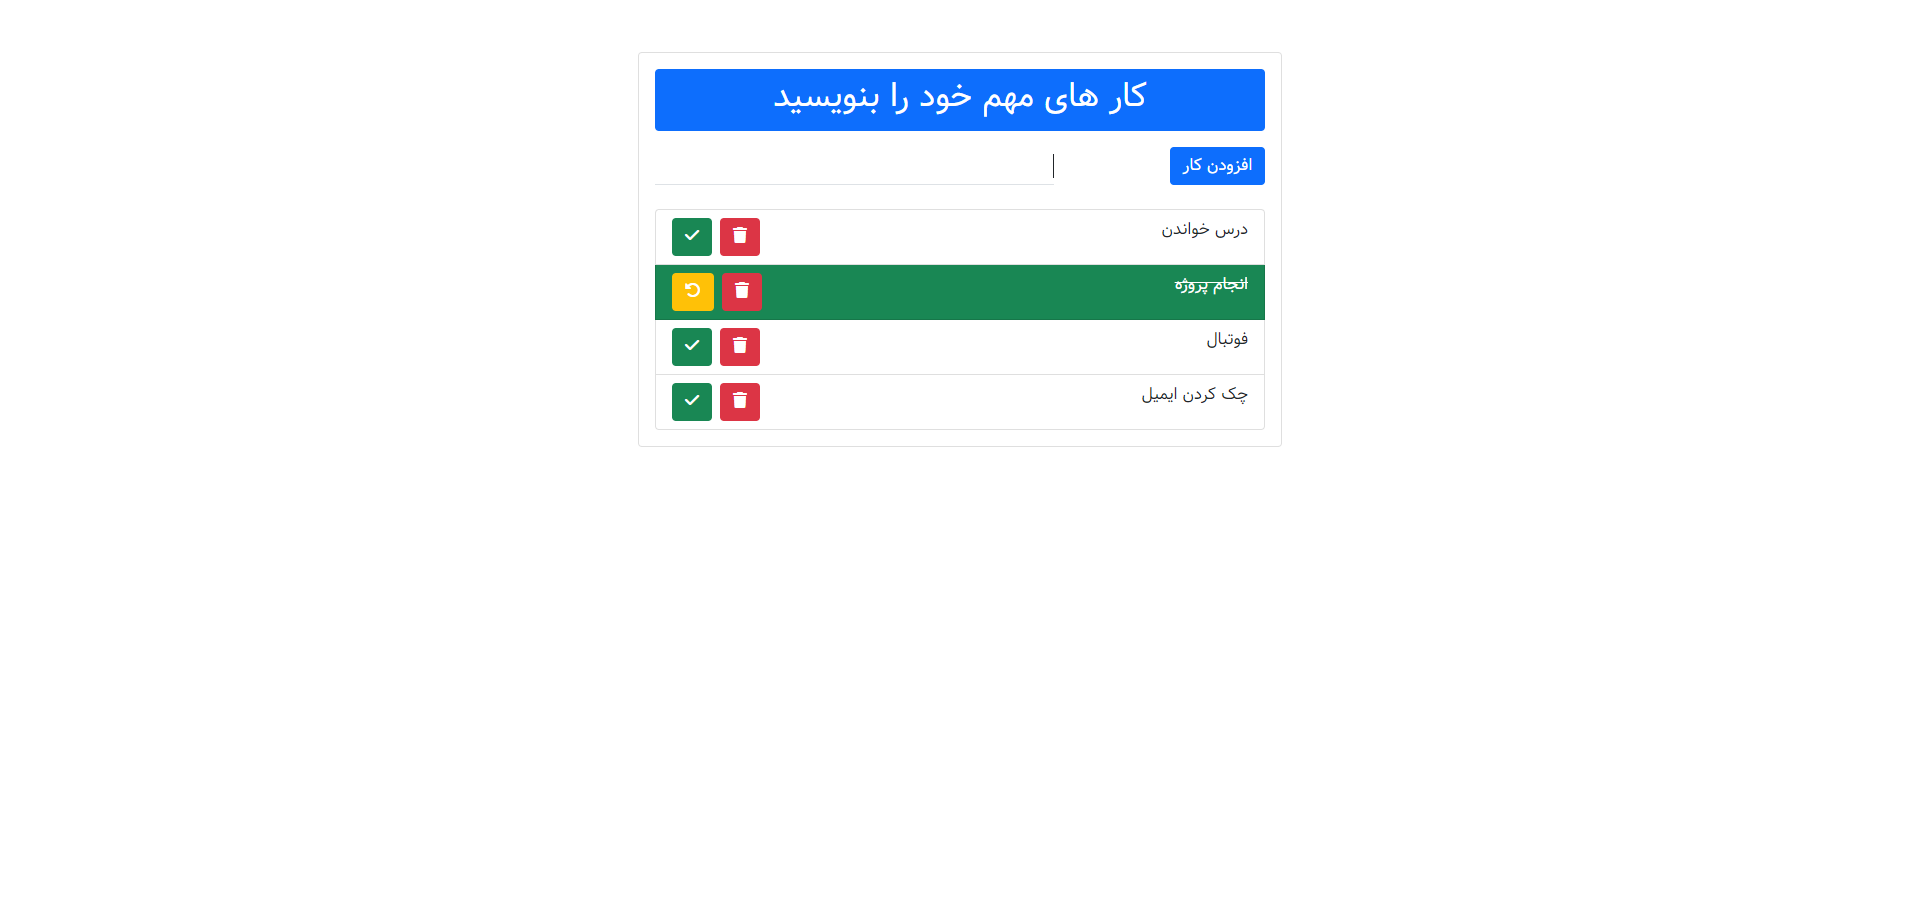 کار های مهم خود را بنویسید
افزودن کار
درس خواندن
انجام پروژه
فوتبال
چک کردن ایمیل